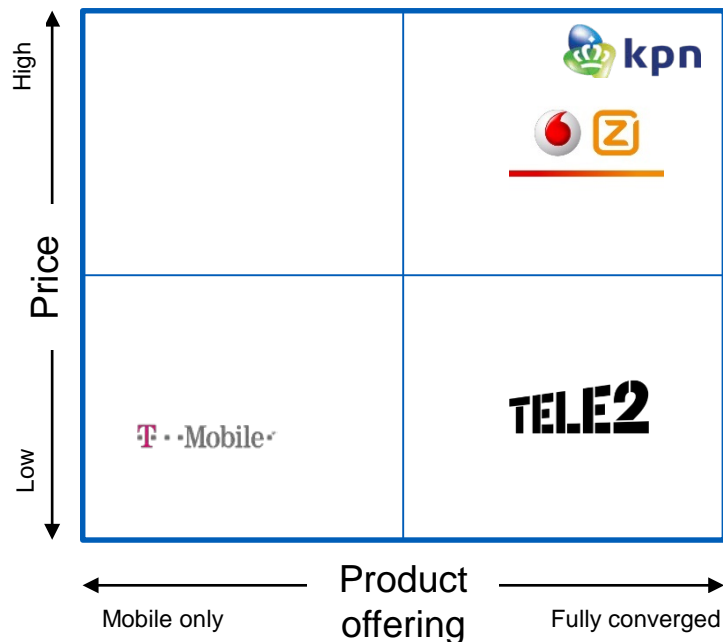 High
kpn
Z
Price
TELE2
T··Mobile·
Low
Product
offering
Mobile only
Fully converged